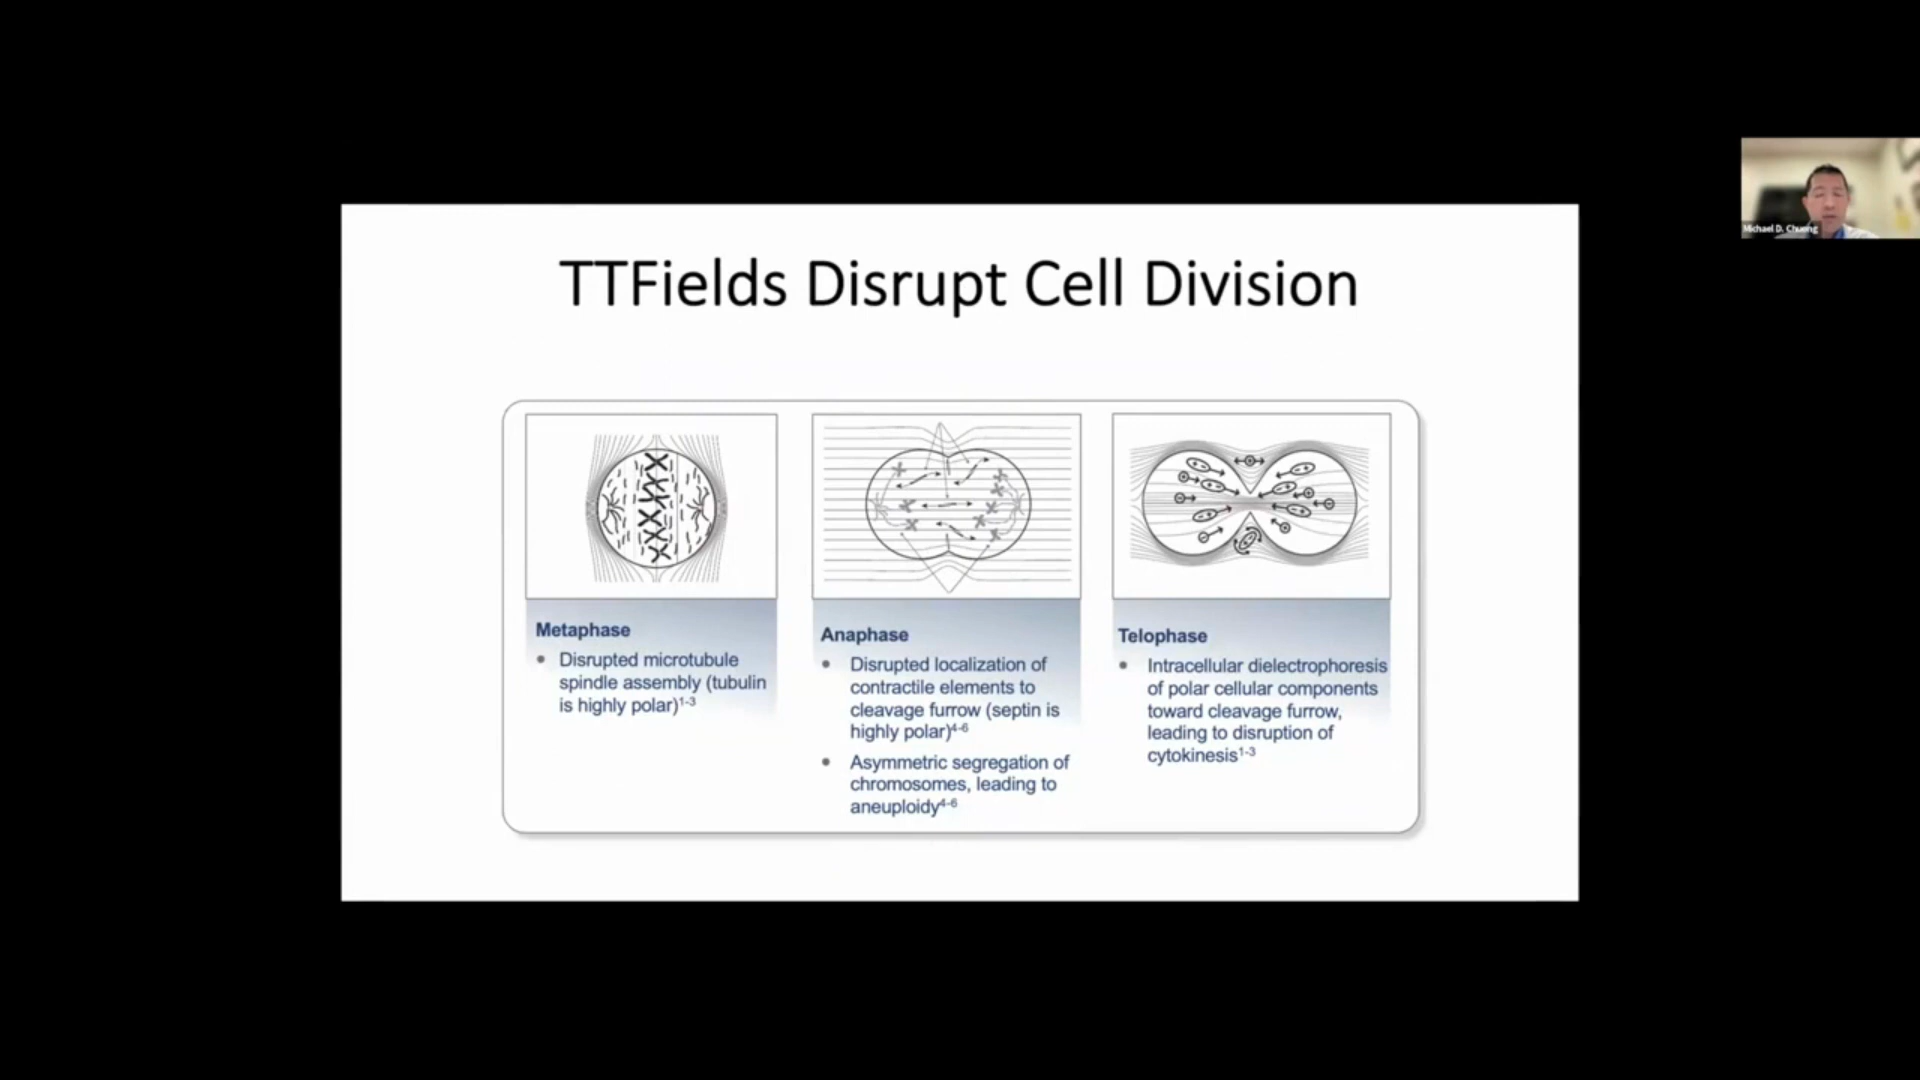 TTFields Disrupt Cell Division
Michael D. Chuong
Metaphase
• Disrupted microtubule
spindle assembly (tubulin
is highly polar)1-3
Anaphase
• Disrupted localization of
contractile elements to
cleavage furrow (septin is
highly polar)4-6
• Asymmetric segregation of
chromosomes, leading to
aneuploidy4-6
Telophase
• Intracellular dielectrophoresis
of polar cellular components
toward cleavage furrow,
leading to disruption of
cytokinesis1-3